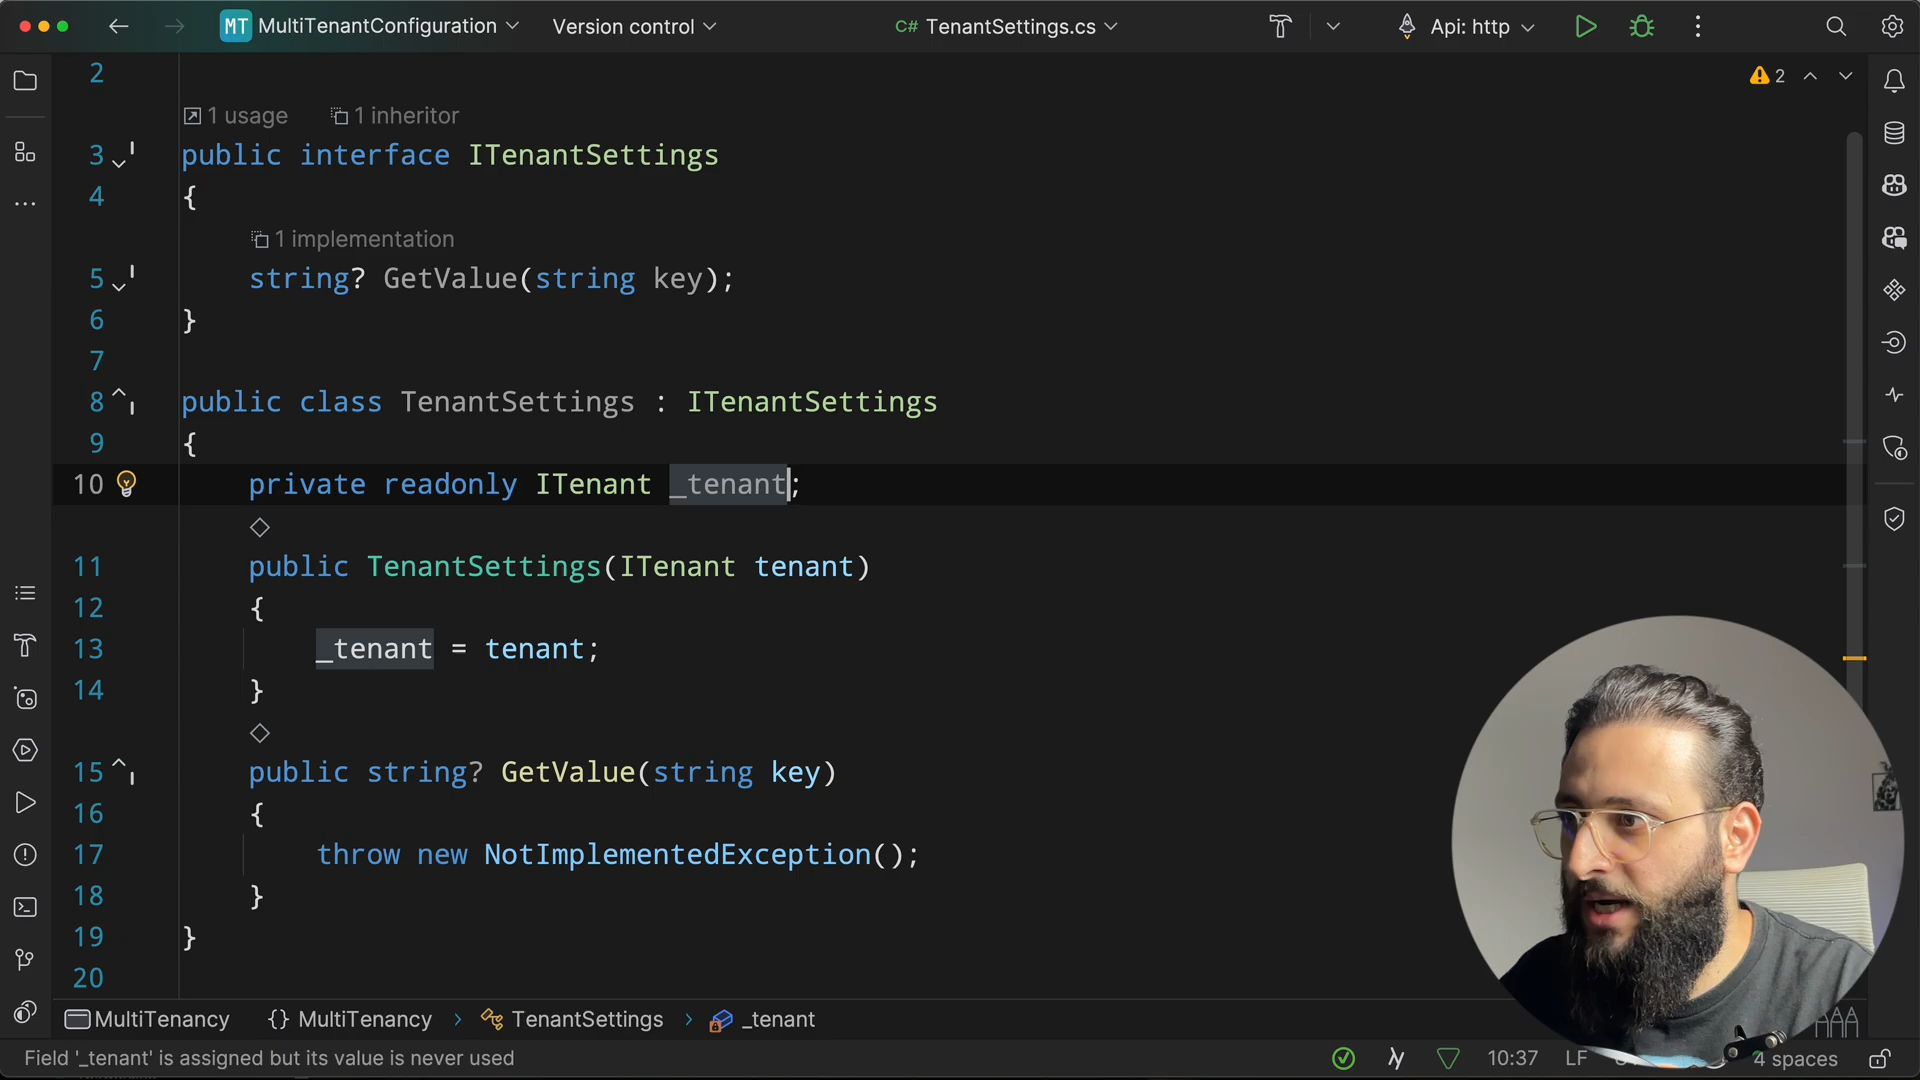 MT MultiTenantConfiguration Version control C# TenantSettings.cs Api: http
2
2
1 usage 1 inheritor
3 public interface ITenantSettings
4 {
1 implementation
5 string? GetValue(string key);
6 }
7
8 public class TenantSettings : ITenantSettings
9 {
10 private readonly ITenant _tenant;
11 public TenantSettings(ITenant tenant)
12 {
13 _tenant = tenant;
14 }
15 public string? GetValue(string key)
16 {
17 throw new NotImplementedException();
18 }
19 }
20
MultiTenancy {} MultiTenancy > TenantSettings > _tenant
Field '_tenant' is assigned but its value is never used 10:37 LF 4 spaces